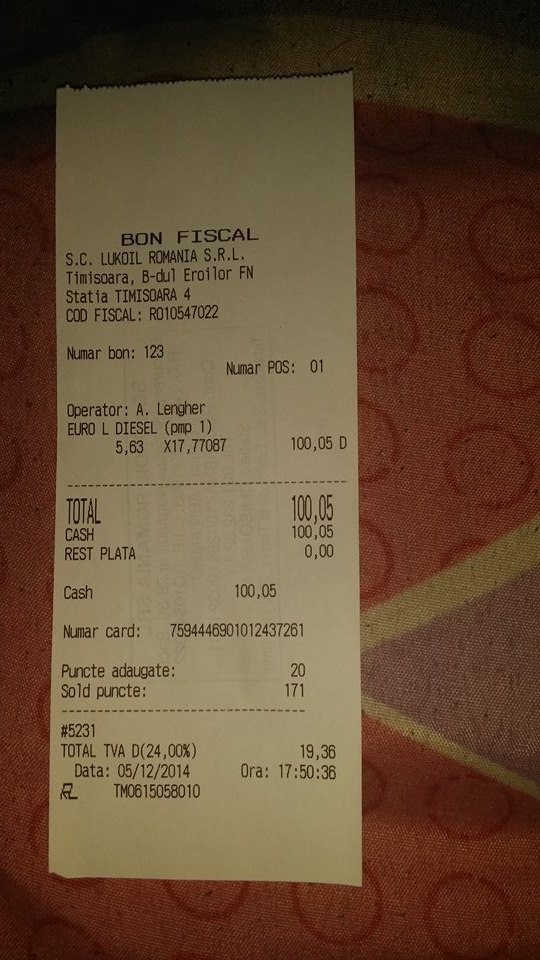 BON FISCAL
S.C. LUKOIL ROMANIA S.R.L.
Timisoara, B-dul Eroilor FN
Statia TIMISOARA 4
COD FISCAL: RO10547022
Numar bon: 123
Numar POS: 01
Operator: A. Lengher
EURO L DIESEL (pmp 1)
5,63 X17,77087 100,05 D
TOTAL 100,05
CASH 100,05
REST PLATA 0,00
Cash 100,05
Numar card: 7594446901012437261
Puncte adaugate: 20
Sold puncte: 171
#5231
TOTAL TVA D(24,00%) 19,36
Data: 05/12/2014 Ora: 17:50:36
TM0615058010